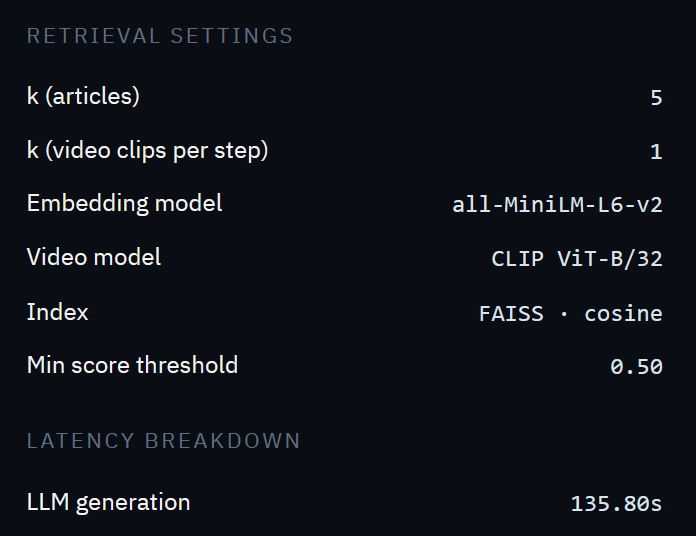 RETRIEVAL SETTINGS
k (articles) 5
k (video clips per step) 1
Embedding model all-MiniLM-L6-v2
Video model CLIP ViT-B/32
Index FAISS · cosine
Min score threshold 0.50
LATENCY BREAKDOWN
LLM generation 135.80s